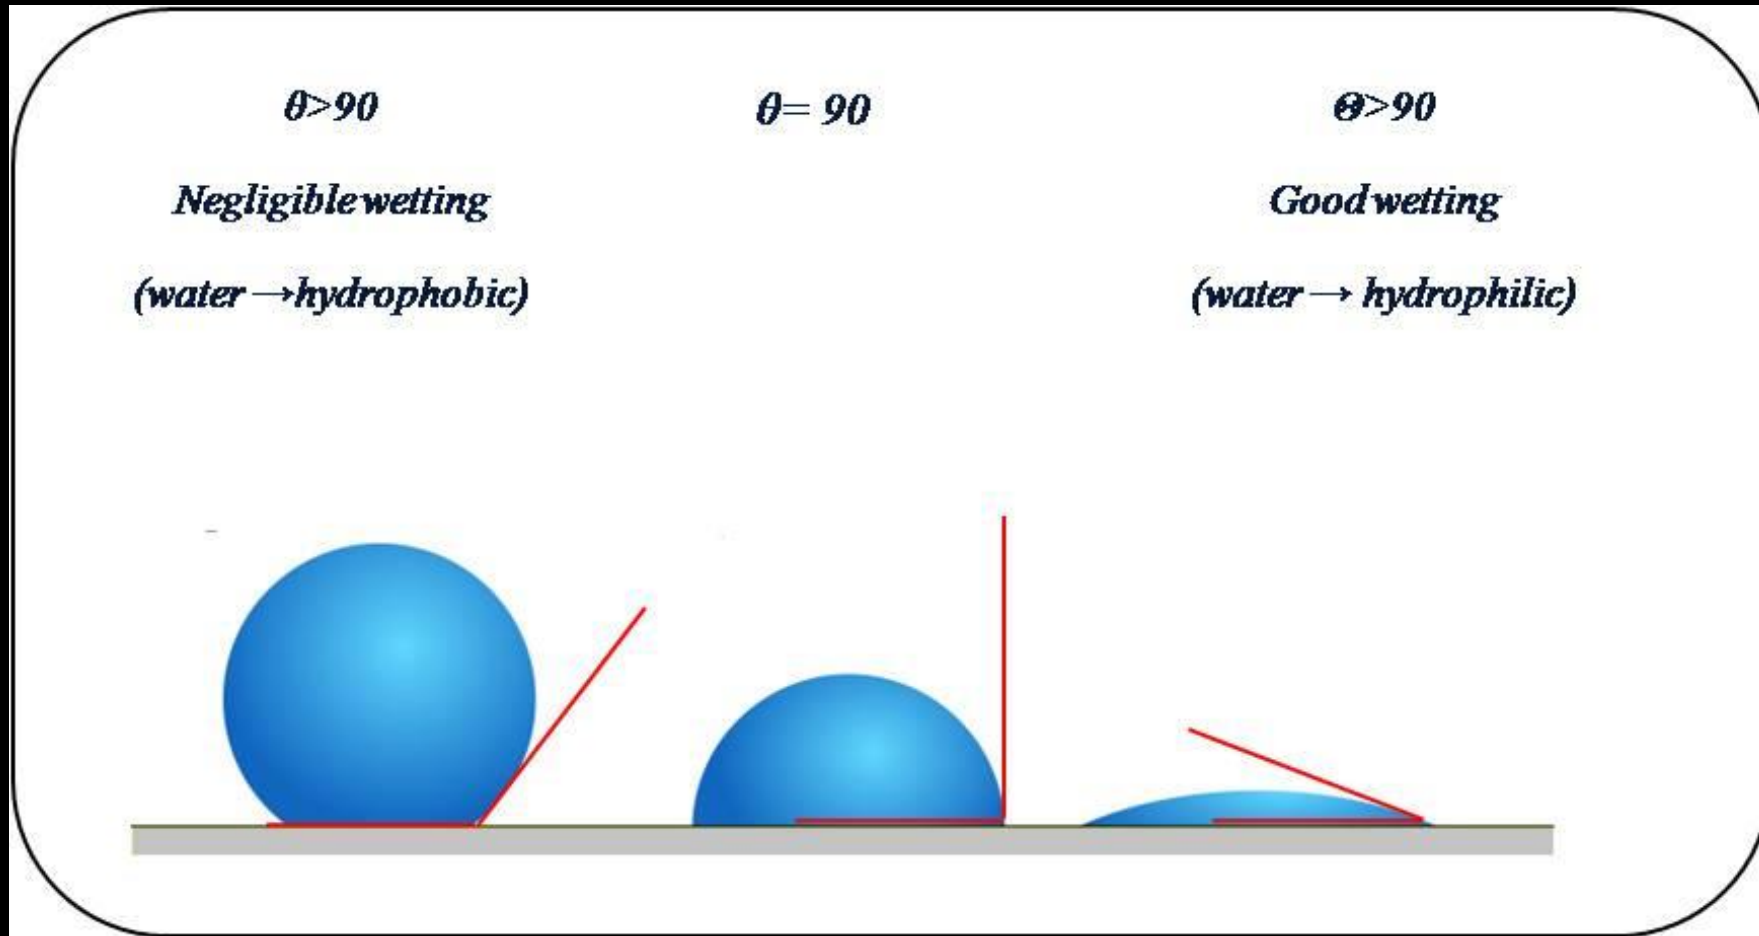 θ>90
Negligible wetting
(water →hydrophobic)
θ= 90
Θ>90
Good wetting
(water → hydrophilic)